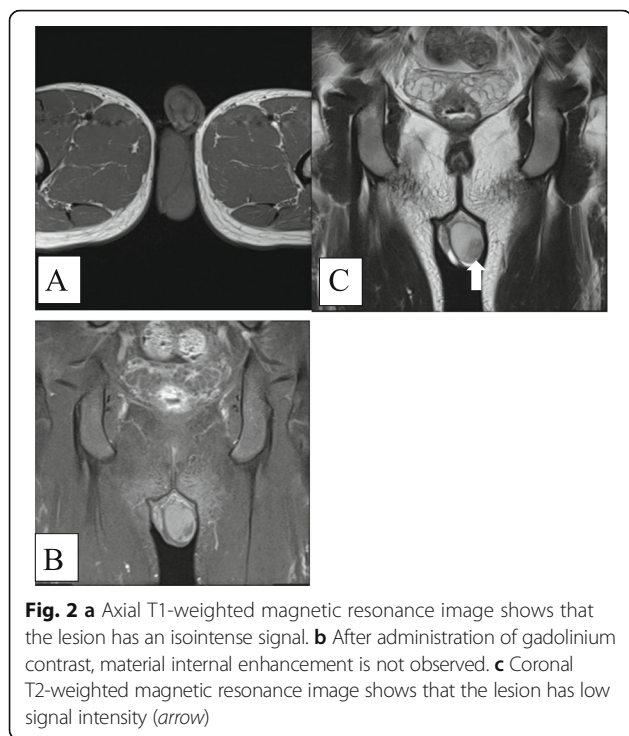 A
C
B
Fig. 2 a Axial T1-weighted magnetic resonance image shows that
the lesion has an isointense signal. b After administration of gadolinium
contrast, material internal enhancement is not observed. c Coronal
T2-weighted magnetic resonance image shows that the lesion has low
signal intensity (arrow)